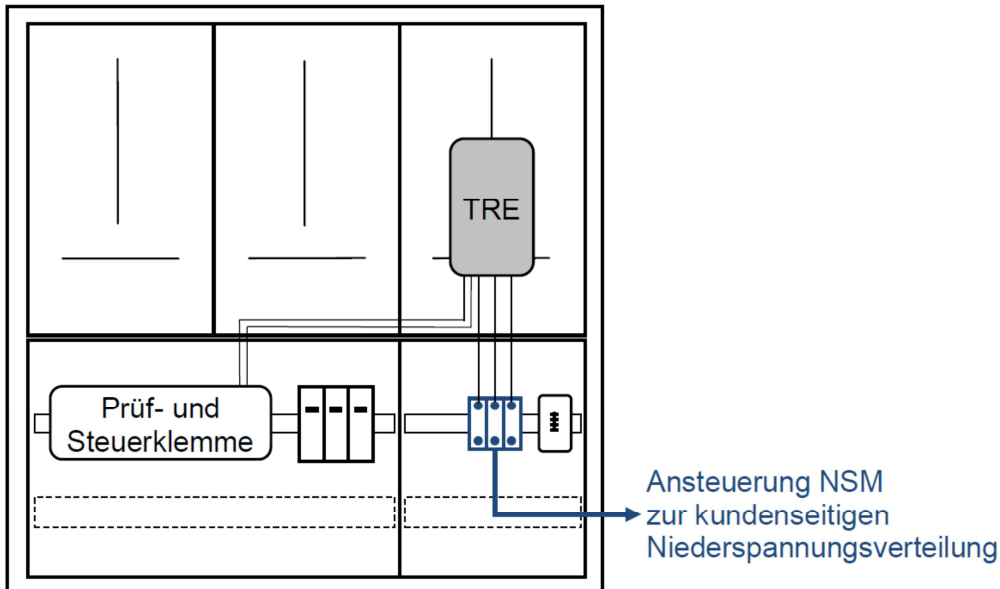 TRE
Prüf- und
Steuerklemme
Ansteuerung NSM
zur kundenseitigen
Niederspannungsverteilung